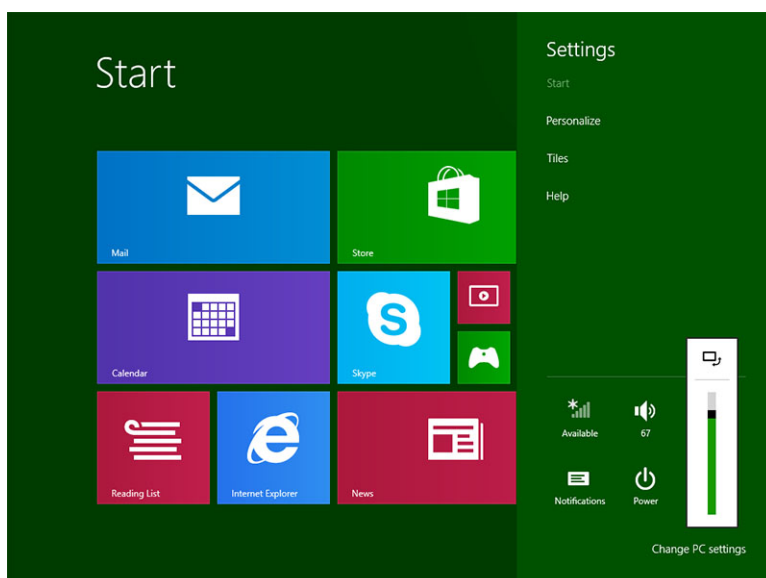 Start
Mail
Store
Calendar
Skype
Reading List
Internet Explorer
News
Settings
Start
Personalize
Tiles
Help
Available
67
Notifications
Power
Change PC settings